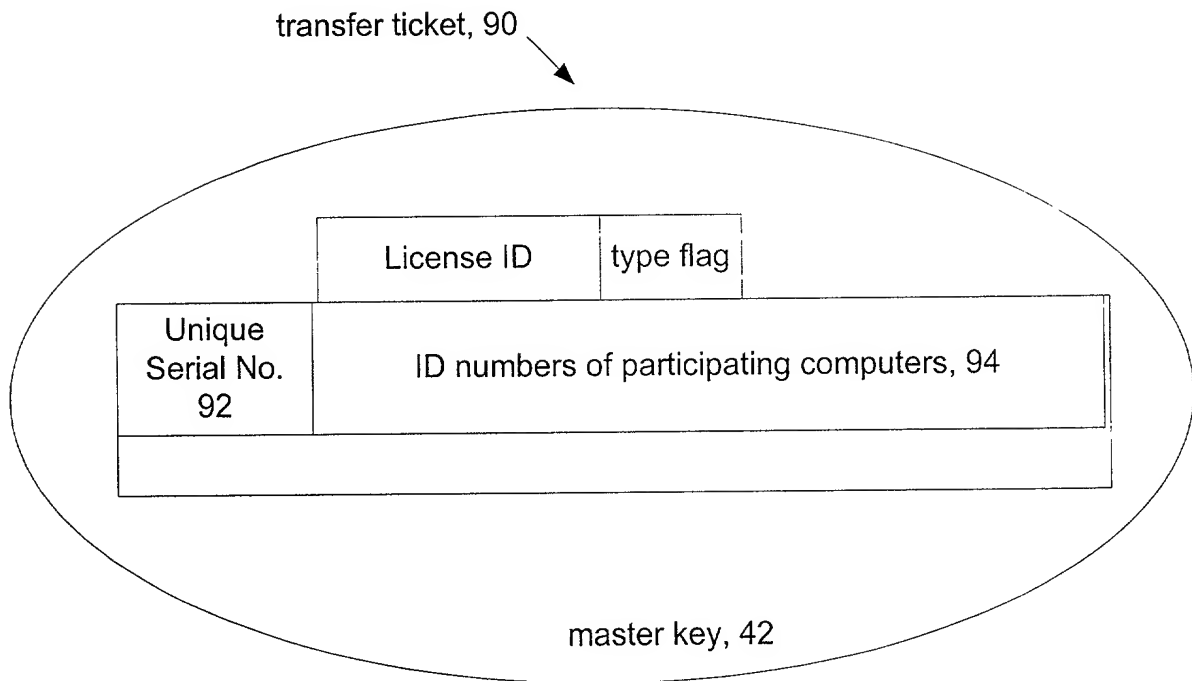 transfer ticket, 90
License ID
type flag
Unique
Serial No.
92
ID numbers of participating computers, 94
master key, 42